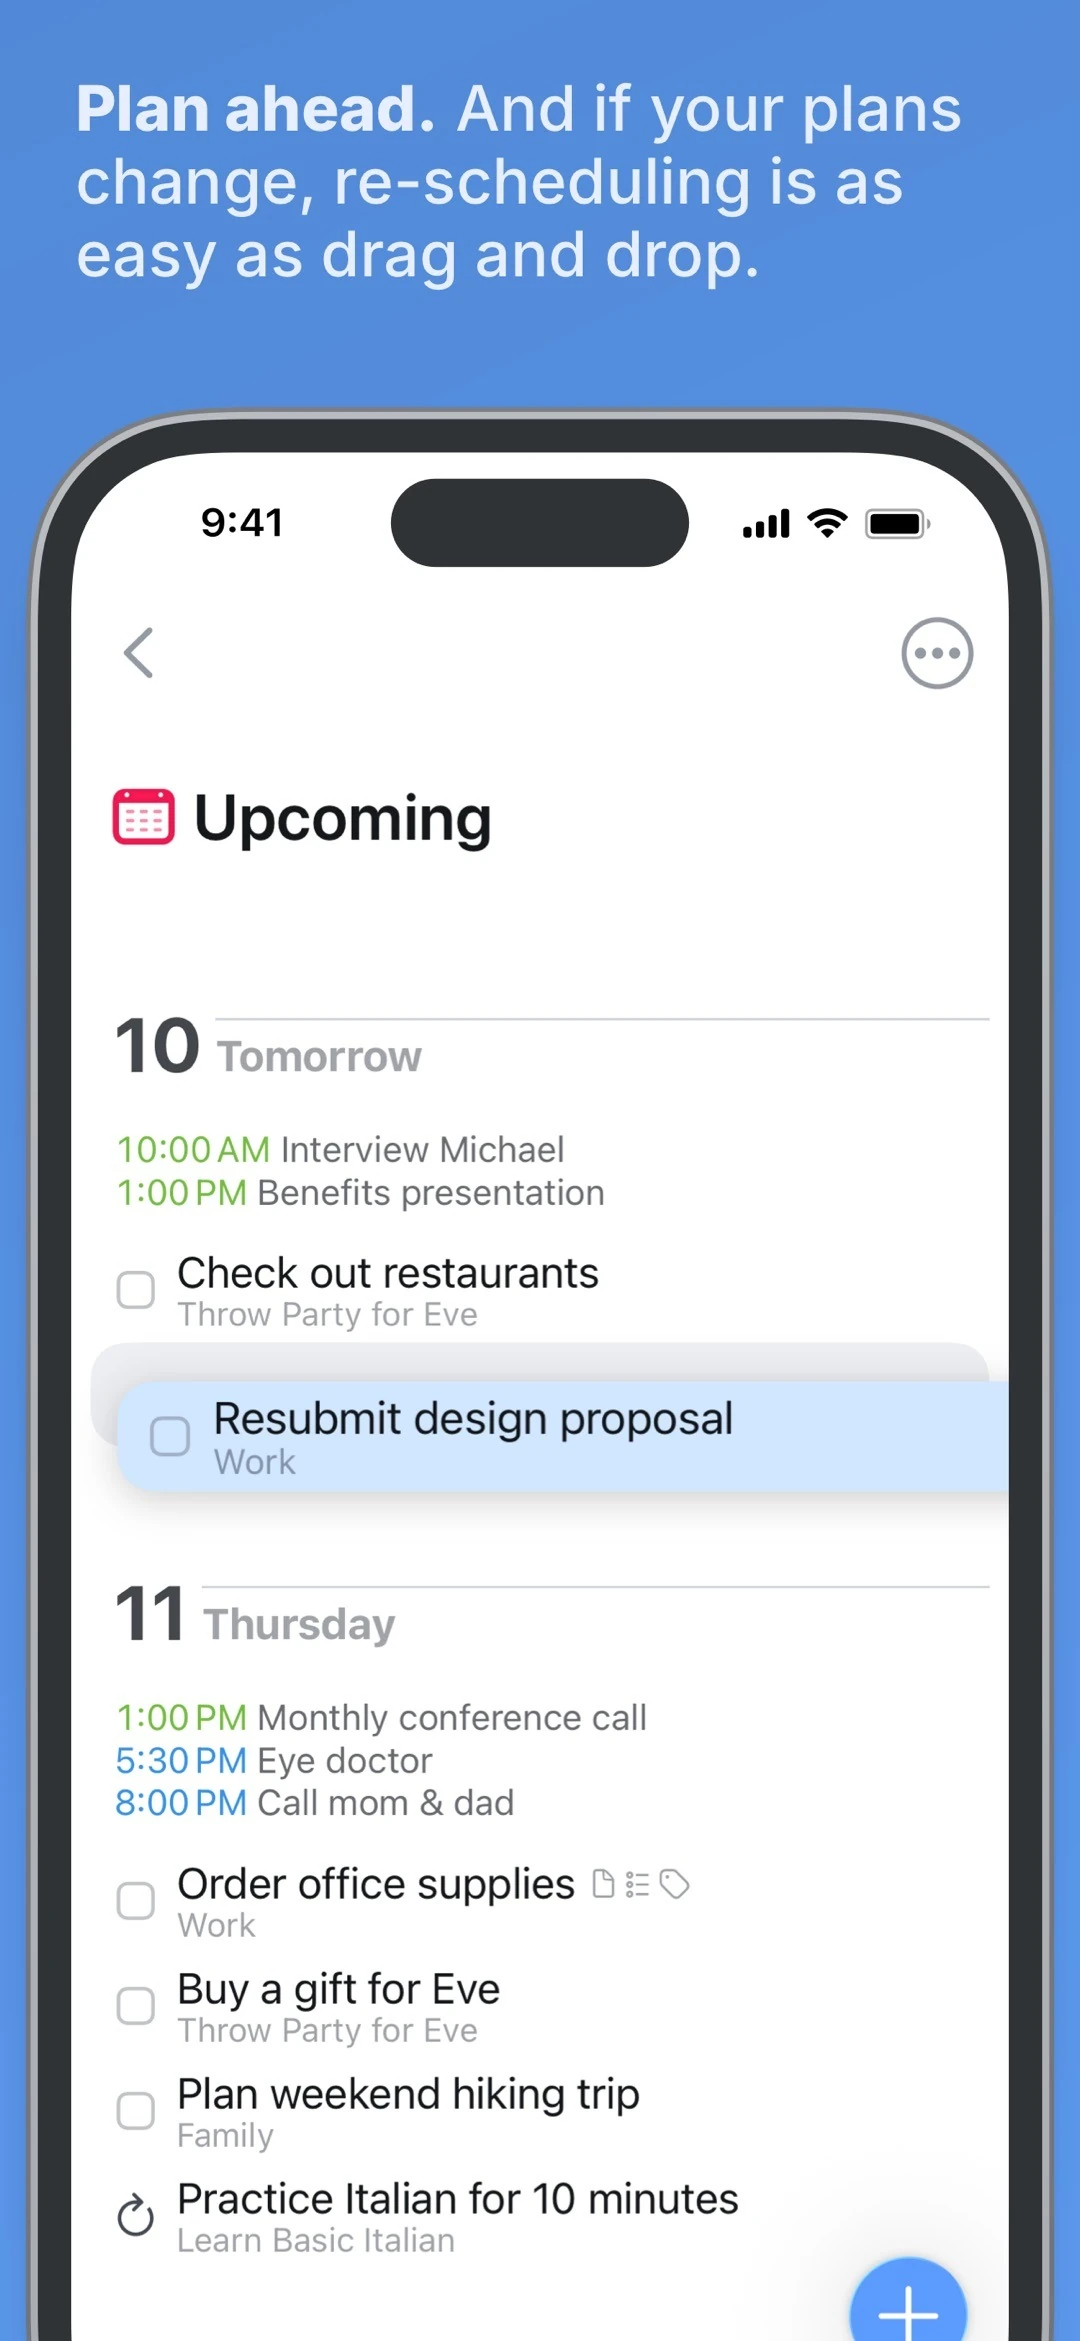 Plan ahead. And if your plans
change, re-scheduling is as
easy as drag and drop.
9:41
Upcoming
10 Tomorrow
10:00 AM Interview Michael
1:00 PM Benefits presentation
Check out restaurants
Throw Party for Eve
Resubmit design proposal
Work
11 Thursday
1:00 PM Monthly conference call
5:30 PM Eye doctor
8:00 PM Call mom & dad
Order office supplies
Work
Buy a gift for Eve
Throw Party for Eve
Plan weekend hiking trip
Family
Practice Italian for 10 minutes
Learn Basic Italian